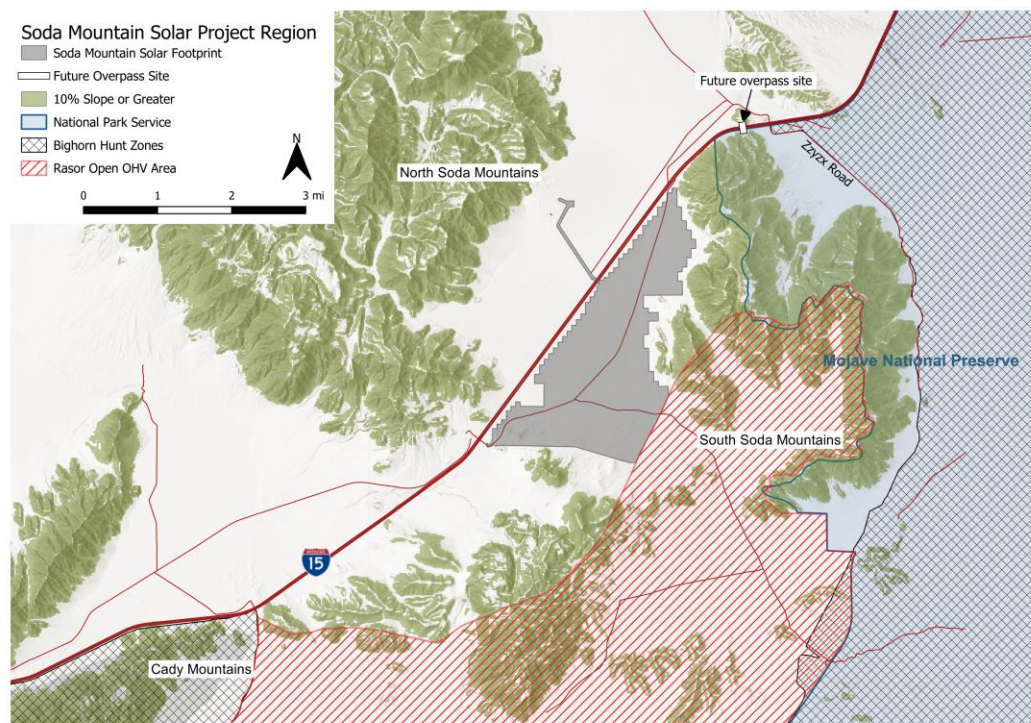 Soda Mountain Solar Project Region
Soda Mountain Solar Footprint
Future Overpass Site
10% Slope or Greater
National Park Service
Bighorn Hunt Zones
Rasor Open OHV Area
N
0 1 2 3 mi
Future overpass site
Zzyzx Road
North Soda Mountains
Mojave National Preserve
South Soda Mountains
15
Cady Mountains